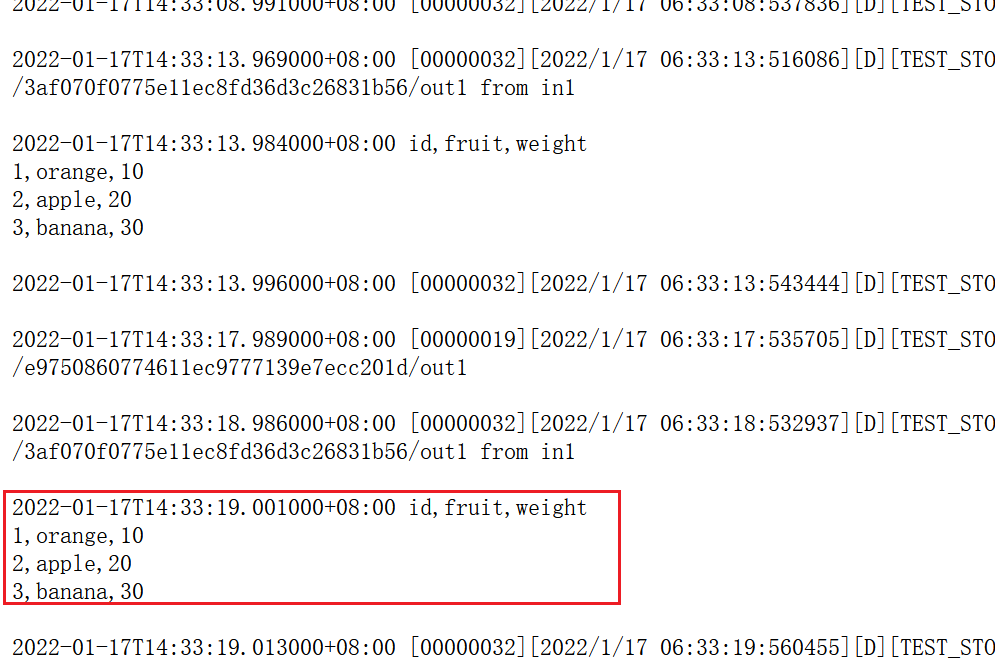 2022-01-17T14:33:08.991000+08:00 [00000032][2022/1/17 06:33:08:537836][D][TEST_STO
2022-01-17T14:33:13.969000+08:00 [00000032][2022/1/17 06:33:13:516086][D][TEST_STO
/3af070f0775e11ec8fd36d3c26831b56/out1 from in1
2022-01-17T14:33:13.984000+08:00 id,fruit,weight
1,orange,10
2,apple,20
3,banana,30
2022-01-17T14:33:13.996000+08:00 [00000032][2022/1/17 06:33:13:543444][D][TEST_STO
2022-01-17T14:33:17.989000+08:00 [00000019][2022/1/17 06:33:17:535705][D][TEST_STO
/e9750860774611ec9777139e7ecc201d/out1
2022-01-17T14:33:18.986000+08:00 [00000032][2022/1/17 06:33:18:532937][D][TEST_STO
/3af070f0775e11ec8fd36d3c26831b56/out1 from in1
2022-01-17T14:33:19.001000+08:00 id,fruit,weight
1,orange,10
2,apple,20
3,banana,30
2022-01-17T14:33:19.013000+08:00 [00000032][2022/1/17 06:33:19:560455][D][TEST_STO